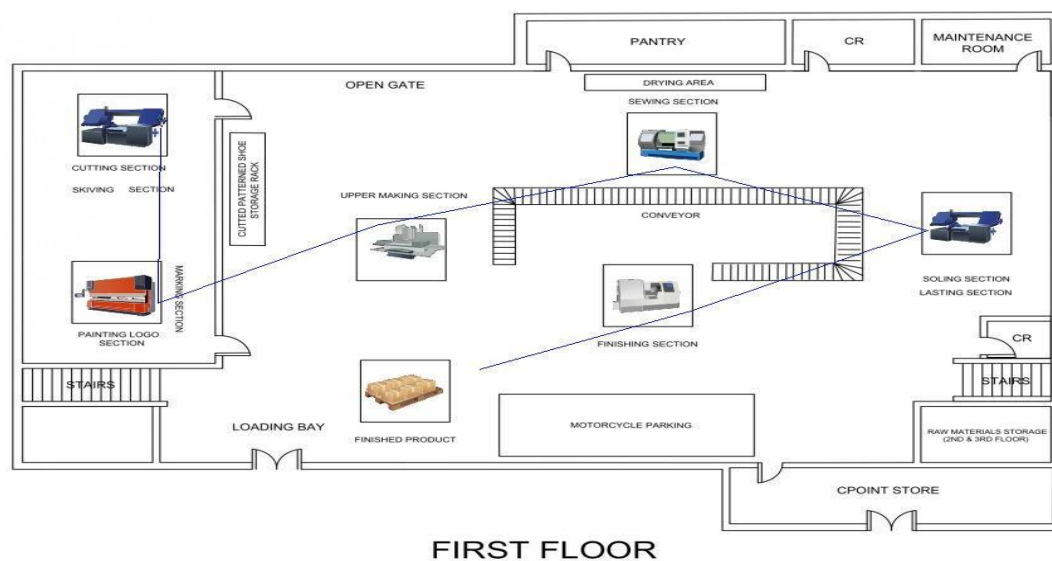 PANTRY
CR
MAINTENANCE
ROOM
OPEN GATE
DRYING AREA
SEWING SECTION
CUTTING SECTION
SKIVING SECTION
CUTTED PATTERNED SHOE
STORAGE RACK
UPPER MAKING SECTION
CONVEYOR
MARKING SECTION
SOLING SECTION
LASTING SECTION
PAINTING LOGO
SECTION
FINISHING SECTION
CR
STAIRS
STAIRS
LOADING BAY
FINISHED PRODUCT
MOTORCYCLE PARKING
RAW MATERIALS STORAGE
(2ND & 3RD FLOOR)
CPOINT STORE
FIRST FLOOR